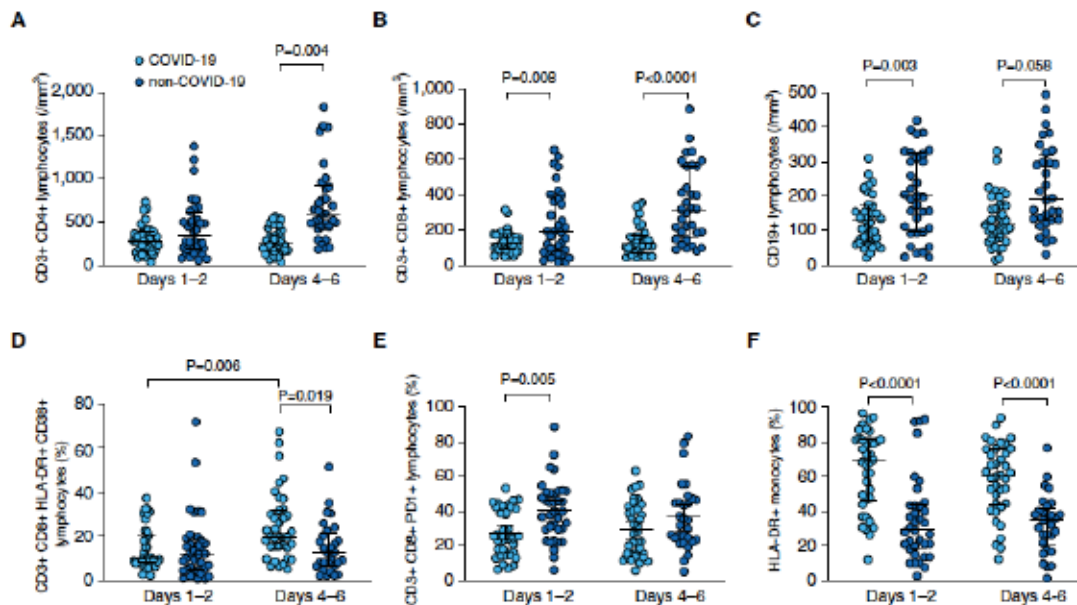 A
COVID-19
non-COVID-19
P=0.004
CD3+ CD4+ lymphocytes (/mm³)
2,000
1,500
1,000
500
0
Days 1–2
Days 4–6
B
P=0.008
P<0.0001
CD3+ CD8+ lymphocytes (/mm³)
1,000
800
600
400
200
0
Days 1–2
Days 4–6
C
P=0.003
P=0.058
CD19+ lymphocytes (/mm³)
500
400
300
200
100
0
Days 1–2
Days 4–6
D
P=0.006
P=0.019
CD3+ CD8+ HLA-DR+ CD38+
lymphocytes (%)
80
60
40
20
0
Days 1–2
Days 4–6
E
P=0.005
CD3+ CD8+ PD1+ lymphocytes (%)
100
80
60
40
20
0
Days 1–2
Days 4–6
F
P<0.0001
P<0.0001
HLA-DR+ monocytes (%)
100
80
60
40
20
0
Days 1–2
Days 4-6